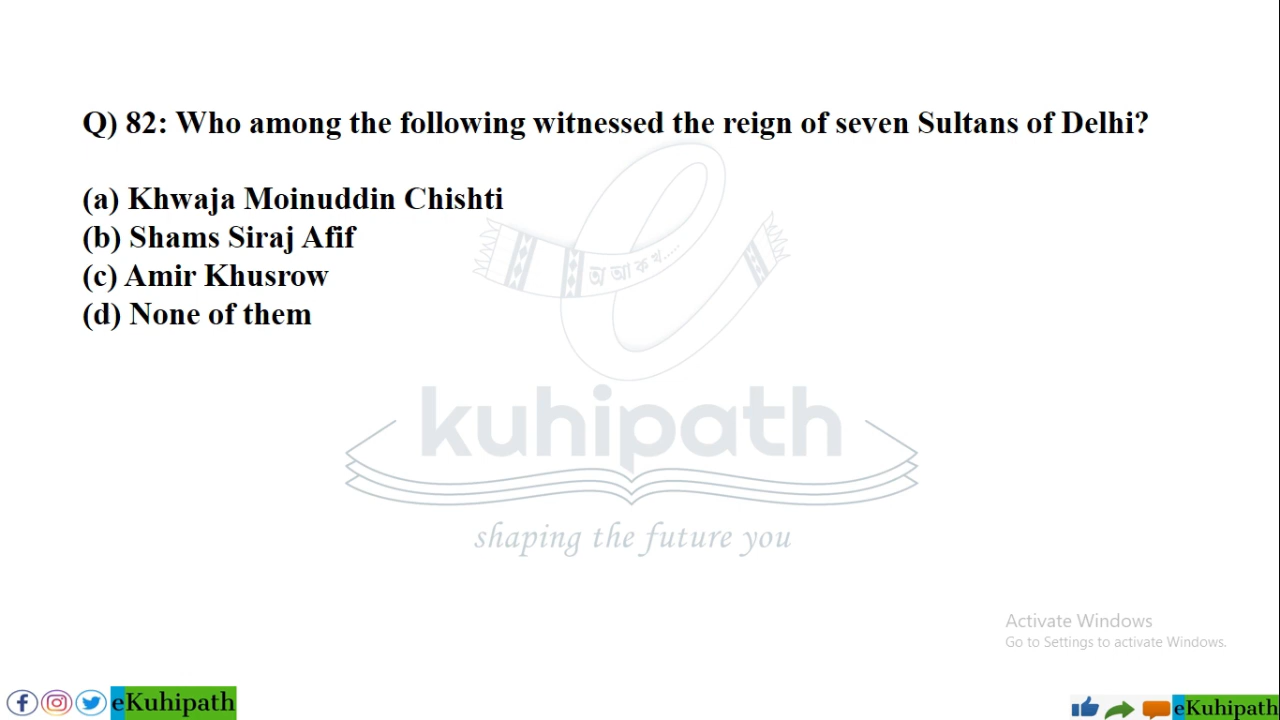 Q) 82: Who among the following witnessed the reign of seven Sultans of Delhi?
(a) Khwaja Moinuddin Chishti
(b) Shams Siraj Afif
(c) Amir Khusrow
(d) None of them
অ আ ক খ.....
kuhipath
shaping the future you
Activate Windows
Go to Settings to activate Windows.
eKuhipath
eKuhipath